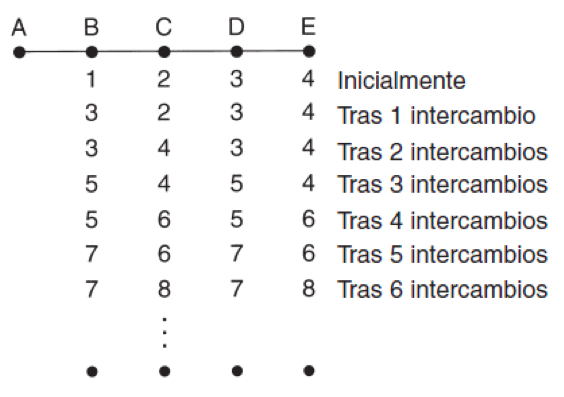 A B C D E
1 2 3 4 Inicialmente
3 2 3 4 Tras 1 intercambio
3 4 3 4 Tras 2 intercambios
5 4 5 4 Tras 3 intercambios
5 6 5 6 Tras 4 intercambios
7 6 7 6 Tras 5 intercambios
7 8 7 8 Tras 6 intercambios